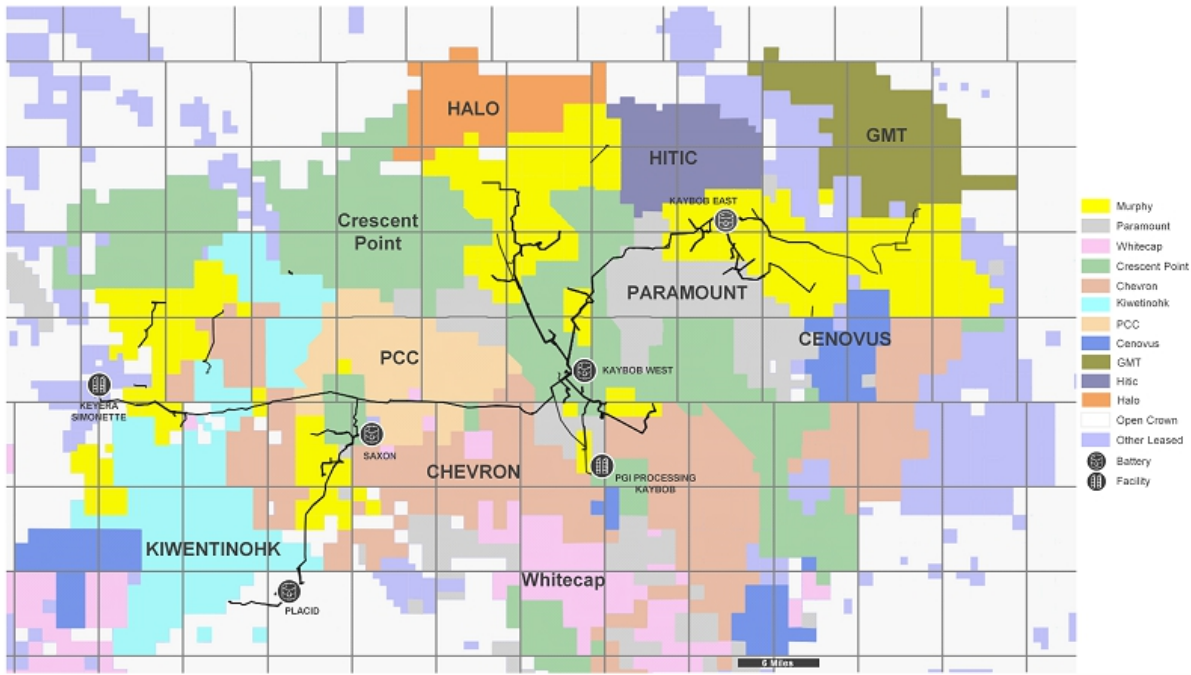 HALO
GMT
HITIC
KAYBOB EAST
Crescent
Point
PARAMOUNT
CENOVUS
PCC
KAYBOB WEST
KEYERA
SIMONETTE
SAXON
CHEVRON
PGI PROCESSING
KAYBOB
KIWENTINOHK
Whitecap
PLACID
6 Miles
Murphy
Paramount
Whitecap
Crescent Point
Chevron
Kiwetinohk
PCC
Cenovus
GMT
Hitic
Halo
Open Crown
Other Leased
Battery
Facility